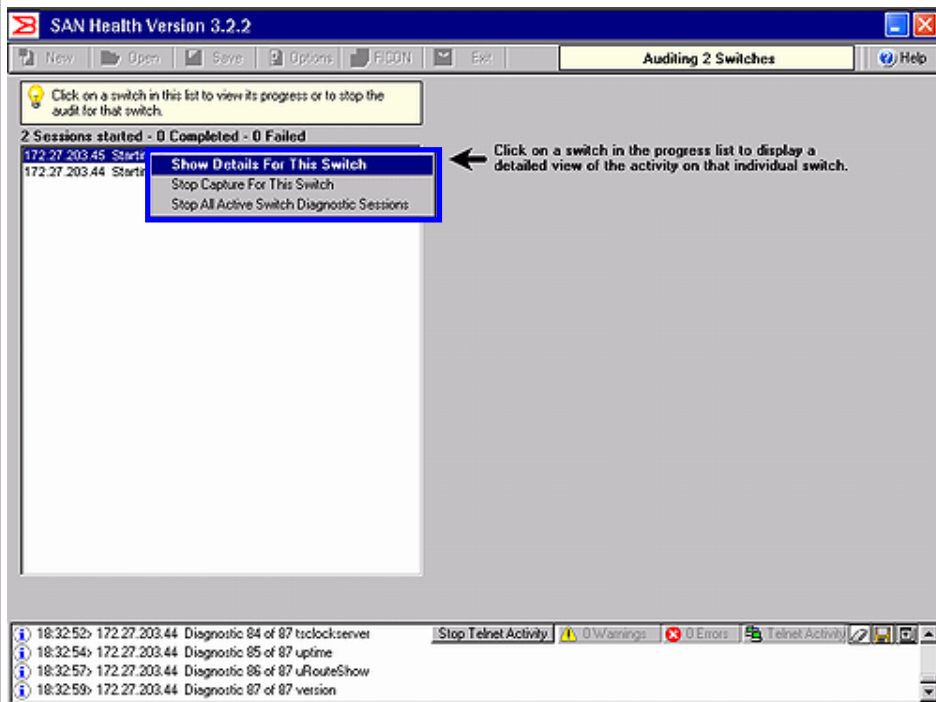 SAN Health Version 3.2.2
New Open Save Options FICON Exit Auditing 2 Switches Help
Click on a switch in this list to view its progress or to stop the
audit for that switch.
2 Sessions started - 0 Completed - 0 Failed
172.27.203.45
172.27.203.44
Show Details For This Switch
Stop Capture For This Switch
Stop All Active Switch Diagnostic Sessions
Click on a switch in the progress list to display a
detailed view of the activity on that individual switch.
18:32:52> 172.27.203.44 Diagnostic 84 of 87 tsclockserver
Stop Telnet Activity 0 Warnings 0 Errors Telnet Activity
18:32:54> 172.27.203.44 Diagnostic 85 of 87 uptime
18:32:57> 172.27.203.44 Diagnostic 86 of 87 uRouteShow
18:32:59> 172.27.203.44 Diagnostic 87 of 87 version